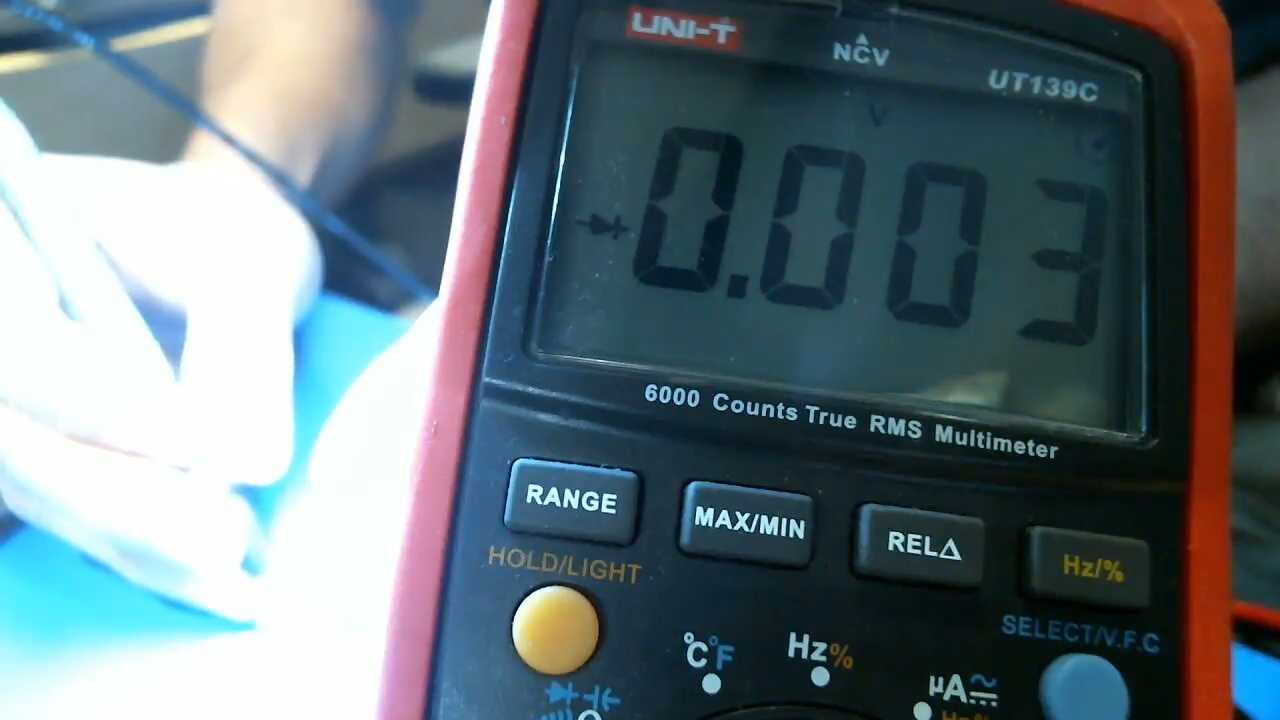 UNI-T
NCV
UT139C
V
0.003
6000 Counts True RMS Multimeter
RANGE
MAX/MIN
RELΔ
Hz/%
HOLD/LIGHT
SELECT/V.F.C
°C°F
Hz%
μA